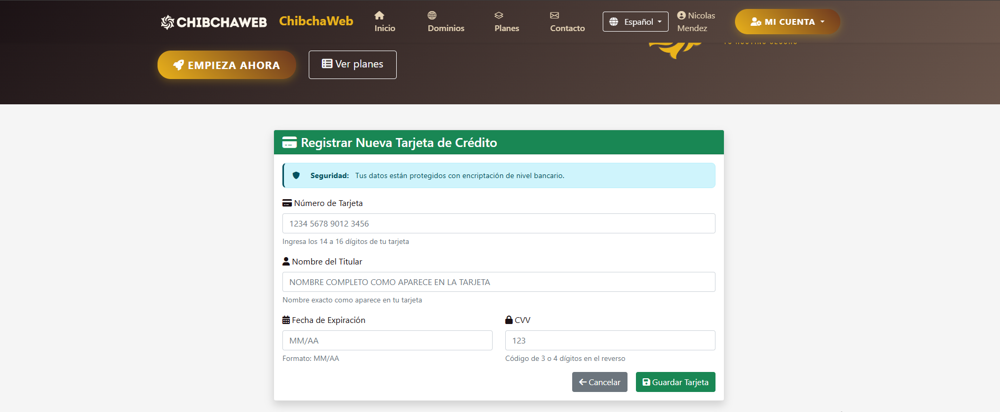 CHIBCHAWEB
ChibchaWeb
Inicio
Dominios
Planes
Contacto
Español
Nicolas
Mendez
MI CUENTA
EMPIEZA AHORA
Ver planes
Registrar Nueva Tarjeta de Crédito
Seguridad: Tus datos están protegidos con encriptación de nivel bancario.
Número de Tarjeta
1234 5678 9012 3456
Ingresa los 14 a 16 dígitos de tu tarjeta
Nombre del Titular
NOMBRE COMPLETO COMO APARECE EN LA TARJETA
Nombre exacto como aparece en tu tarjeta
Fecha de Expiración
MM/AA
Formato: MM/AA
CVV
123
Código de 3 o 4 dígitos en el reverso
Cancelar
Guardar Tarjeta